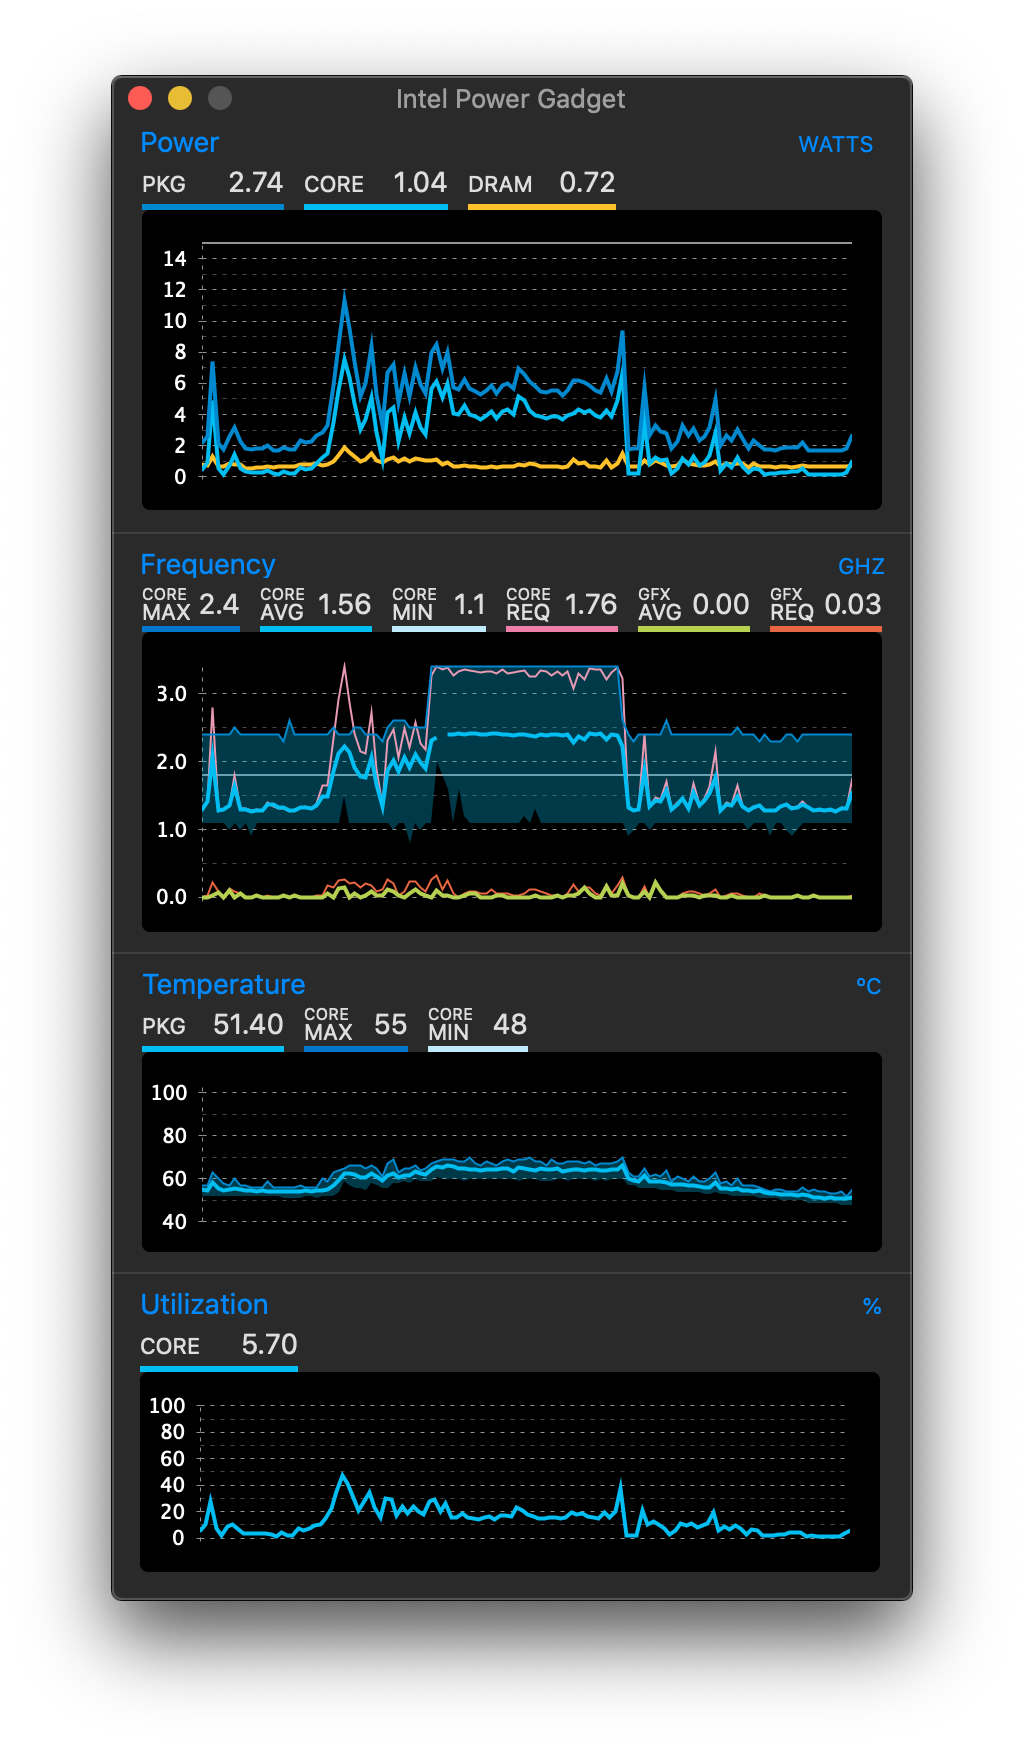 Intel Power Gadget
Power WATTS
PKG 2.74 CORE 1.04 DRAM 0.72
14
12
10
8
6
4
2
0
Frequency GHZ
CORE MAX 2.4 CORE AVG 1.56 CORE MIN 1.1 CORE REQ 1.76 GFX AVG 0.00 GFX REQ 0.03
3.0
2.0
1.0
0.0
Temperature ºC
PKG 51.40 CORE MAX 55 CORE MIN 48
100
80
60
40
Utilization %
CORE 5.70
100
80
60
40
20
0